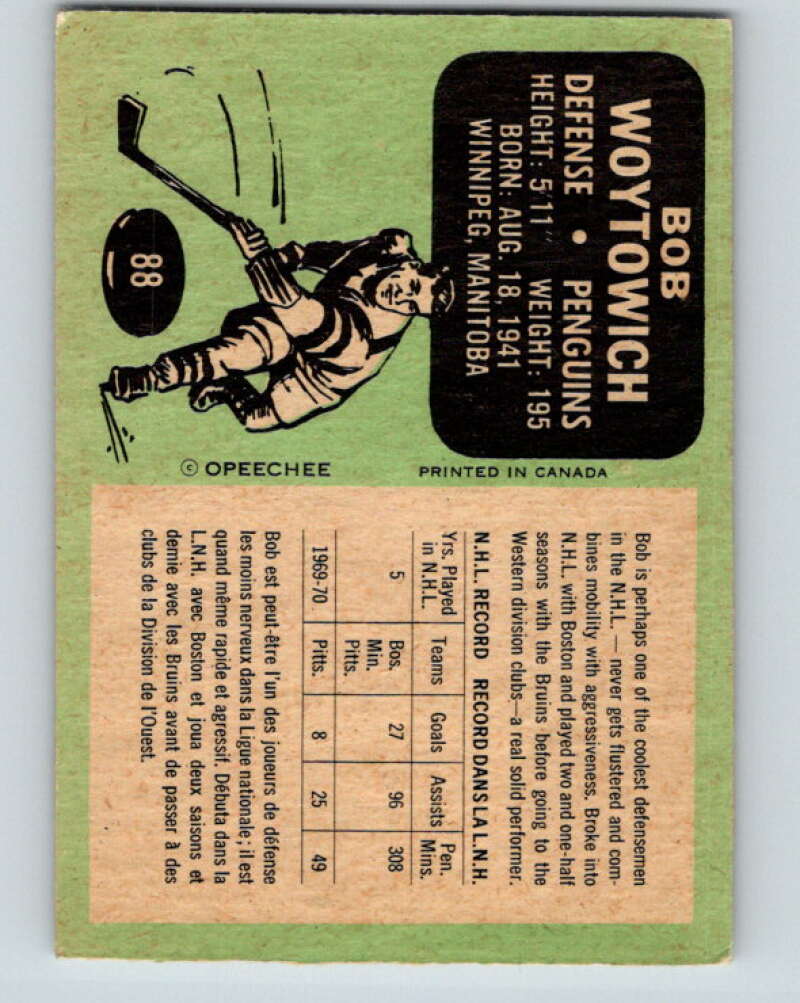 BOB
WOYTOWICH
DEFENSE • PENGUINS
HEIGHT: 5'11" WEIGHT: 195
BORN: AUG. 18, 1941
WINNIPEG, MANITOBA
88
© OPEECHEE
PRINTED IN CANADA
Bob is perhaps one of the coolest defensemen
in the N.H.L. — never gets flustered and com-
bines mobility with aggressiveness. Broke into
N.H.L. with Boston and played two and one-half
seasons with the Bruins before going to the
Western division clubs—a real solid performer.
N.H.L. RECORD RECORD DANS LA L.N.H.
Yrs. Played in N.H.L. Teams Goals Assists Pen. Mins.
5 Bos. Min. Pitts. 27 96 308
1969-70 Pitts. 8 25 49
Bob est peut-être l'un des joueurs de défense
les moins nerveux dans la Ligue nationale; il est
quand même rapide et agressif. Débuta dans la
L.N.H. avec Boston et joua deux saisons et
demie avec les Bruins avant de passer à des
clubs de la Division de l'Ouest.